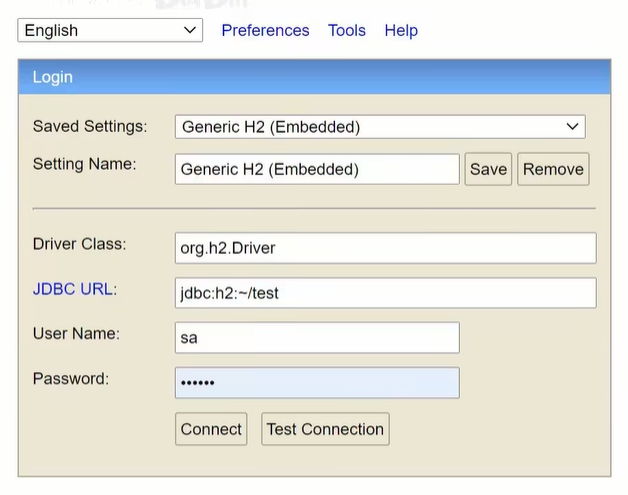 English Preferences Tools Help
Login
Saved Settings: Generic H2 (Embedded)
Setting Name: Generic H2 (Embedded) Save Remove
Driver Class: org.h2.Driver
JDBC URL: jdbc:h2:~/test
User Name: sa
Password: ••••••
Connect Test Connection